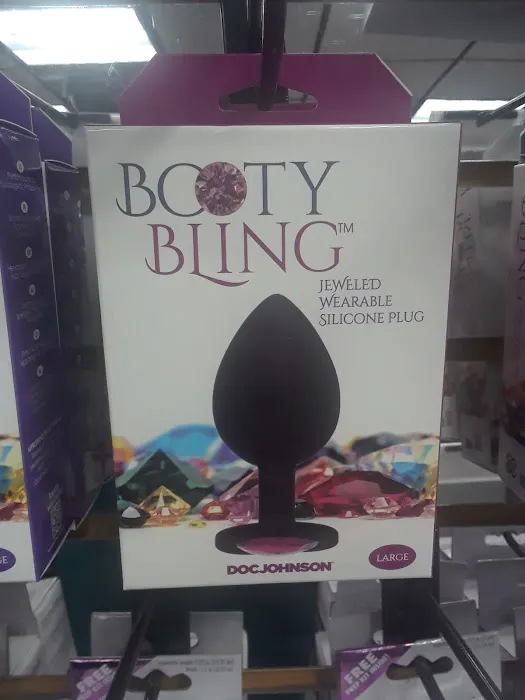 BOOTY
BLING™
JEWELED
WEARABLE
SILICONE PLUG
DOCJOHNSON
LARGE
FREE
FREE